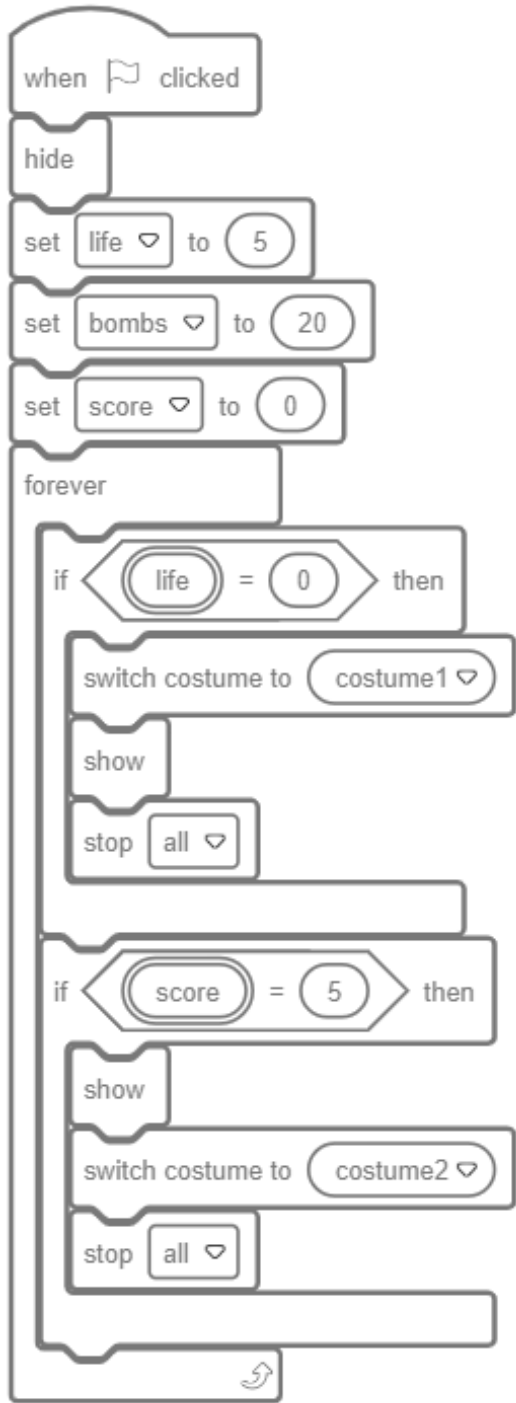 when clicked
hide
set life to 5
set bombs to 20
set score to 0
forever
if life = 0 then
switch costume to costume1
show
stop all
if score = 5 then
show
switch costume to costume2
stop all